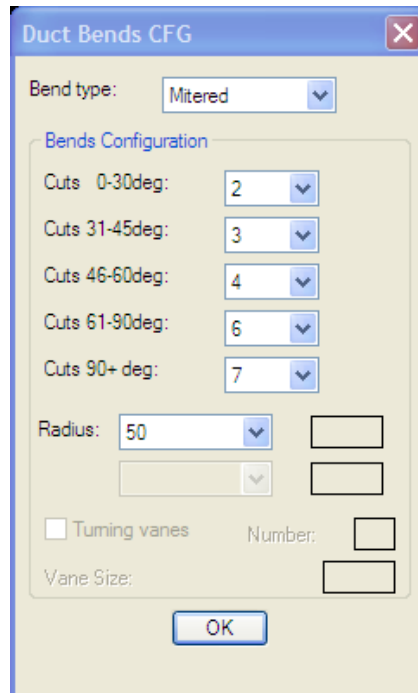 Duct Bends CFG
Bend type: Mitered
Bends Configuration
Cuts 0-30deg: 2
Cuts 31-45deg: 3
Cuts 46-60deg: 4
Cuts 61-90deg: 6
Cuts 90+ deg: 7
Radius: 50
Turning vanes Number:
Vane Size:
OK